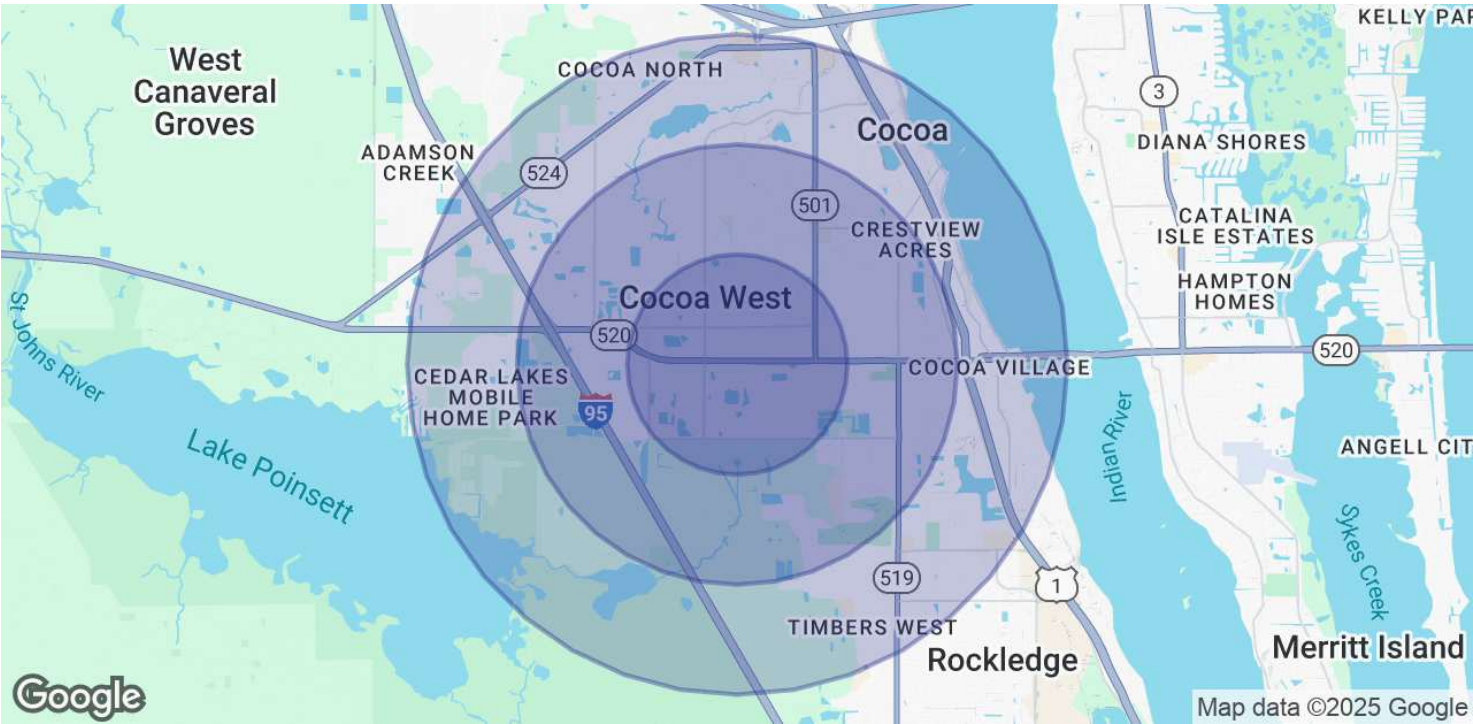 KELLY PAR
West
Canaveral
Groves
COCOA NORTH
3
Cocoa
DIANA SHORES
ADAMSON
CREEK
524
501
CATALINA
ISLE ESTATES
CRESTVIEW
ACRES
HAMPTON
HOMES
Cocoa West
St Johns River
520
520
COCOA VILLAGE
CEDAR LAKES
MOBILE
HOME PARK
95
Indian River
ANGELL CIT
Lake Poinsett
Sykes Creek
519
1
TIMBERS WEST
Rockledge
Merritt Island
Google
Map data ©2025 Google